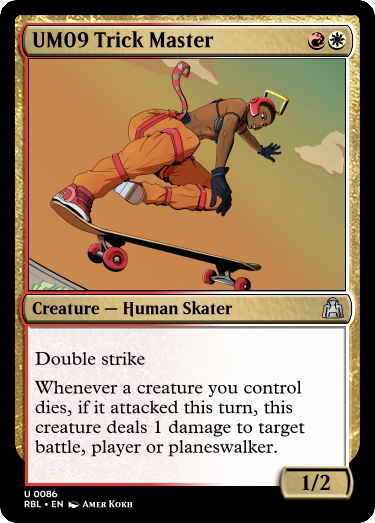 UM09 Trick Master
Creature — Human Skater
Double strike
Whenever a creature you control
dies, if it attacked this turn, this
creature deals 1 damage to target
battle, player or planeswalker.
1/2
U 0086
RBL • EN Amer Kokh